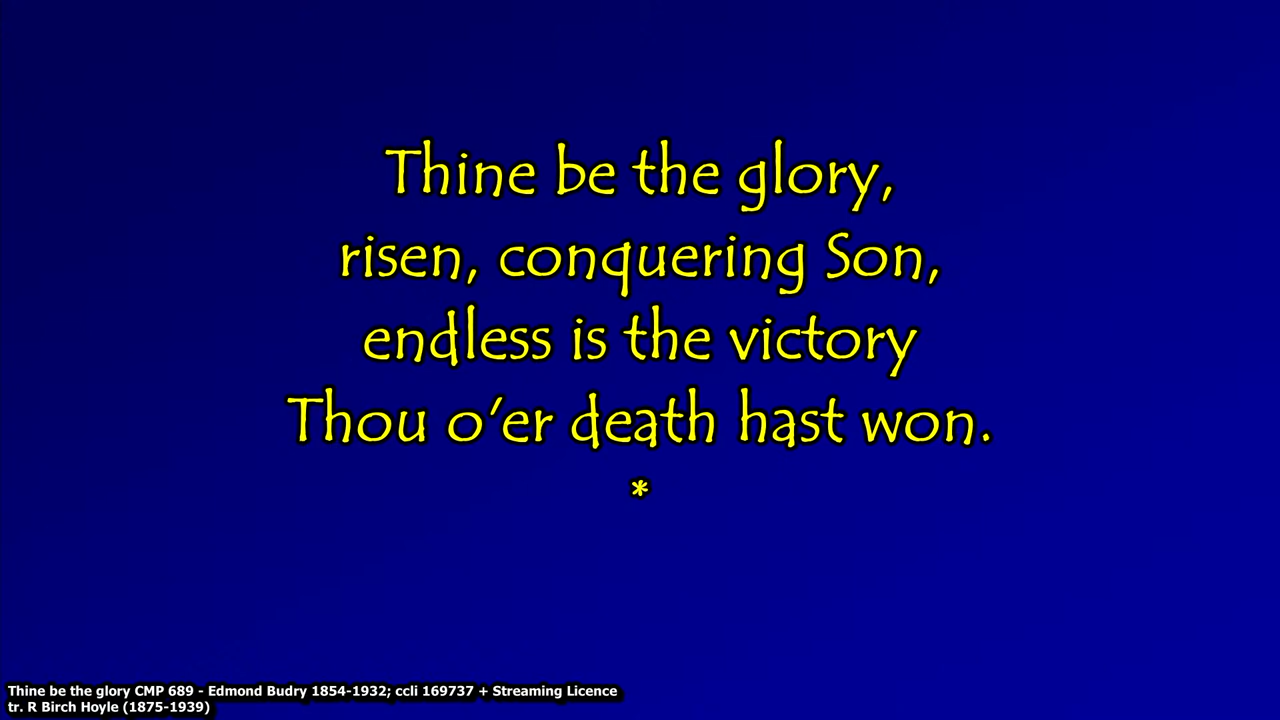 Thine be the glory,
risen, conquering Son,
endless is the victory
Thou o’er death hast won.
*
Thine be the glory CMP 689 - Edmond Budry 1854-1932; ccli 169737 + Streaming Licence
tr. R Birch Hoyle (1875-1939)